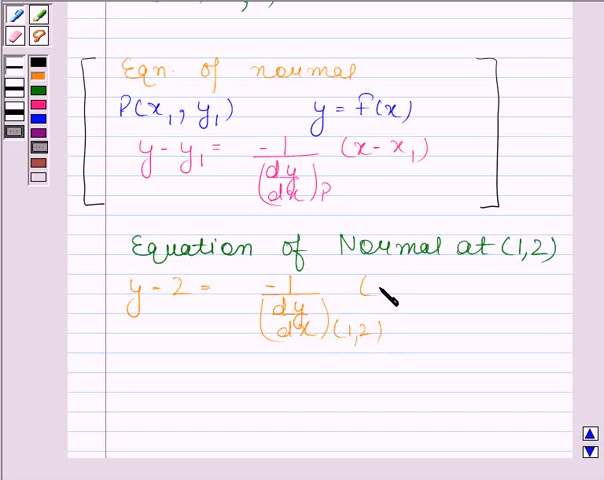 Eqn. of normal
P(x₁, y₁) y = f(x)
y - y₁ = -1/(dy/dx)P (x - x₁)
Equation of Normal at (1,2)
y - 2 = -1/(dy/dx)(1,2) (